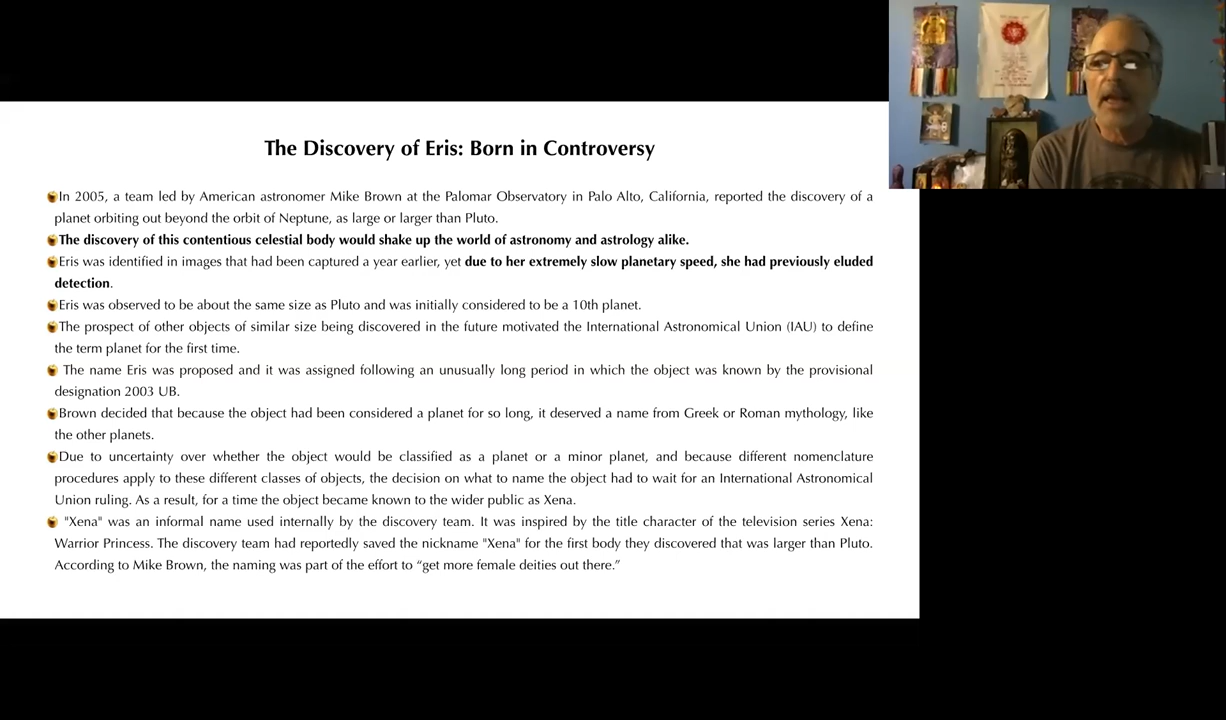 The Discovery of Eris: Born in Controversy
In 2005, a team led by American astronomer Mike Brown at the Palomar Observatory in Palo Alto, California, reported the discovery of a
planet orbiting out beyond the orbit of Neptune, as large or larger than Pluto.
The discovery of this contentious celestial body would shake up the world of astronomy and astrology alike.
Eris was identified in images that had been captured a year earlier, yet due to her extremely slow planetary speed, she had previously eluded
detection.
Eris was observed to be about the same size as Pluto and was initially considered to be a 10th planet.
The prospect of other objects of similar size being discovered in the future motivated the International Astronomical Union (IAU) to define
the term planet for the first time.
The name Eris was proposed and it was assigned following an unusually long period in which the object was known by the provisional
designation 2003 UB.
Brown decided that because the object had been considered a planet for so long, it deserved a name from Greek or Roman mythology, like
the other planets.
Due to uncertainty over whether the object would be classified as a planet or a minor planet, and because different nomenclature
procedures apply to these different classes of objects, the decision on what to name the object had to wait for an International Astronomical
Union ruling. As a result, for a time the object became known to the wider public as Xena.
"Xena" was an informal name used internally by the discovery team. It was inspired by the title character of the television series Xena:
Warrior Princess. The discovery team had reportedly saved the nickname "Xena" for the first body they discovered that was larger than Pluto.
According to Mike Brown, the naming was part of the effort to “get more female deities out there.”